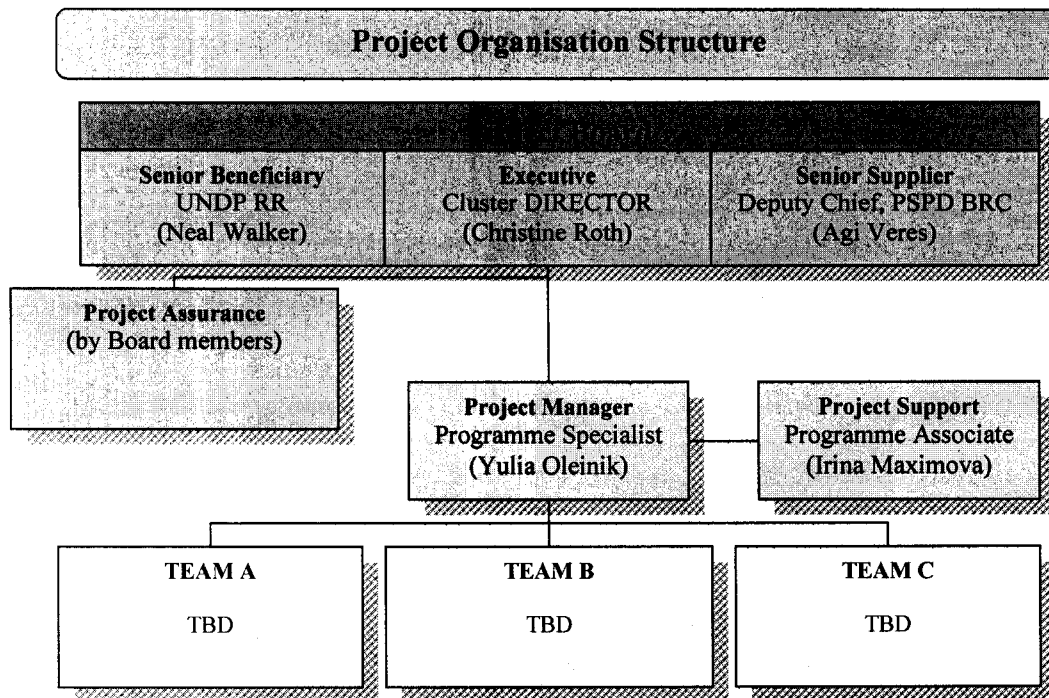 Project Organisation Structure
Senior Beneficiary
UNDP RR
(Neal Walker)
Executive
Cluster DIRECTOR
(Christine Roth)
Senior Supplier
Deputy Chief, PSPD BRC
(Agi Veres)
Project Assurance
(by Board members)
Project Manager
Programme Specialist
(Yulia Oleinik)
Project Support
Programme Associate
(Irina Maximova)
TEAM A
TBD
TEAM B
TBD
TEAM C
TBD